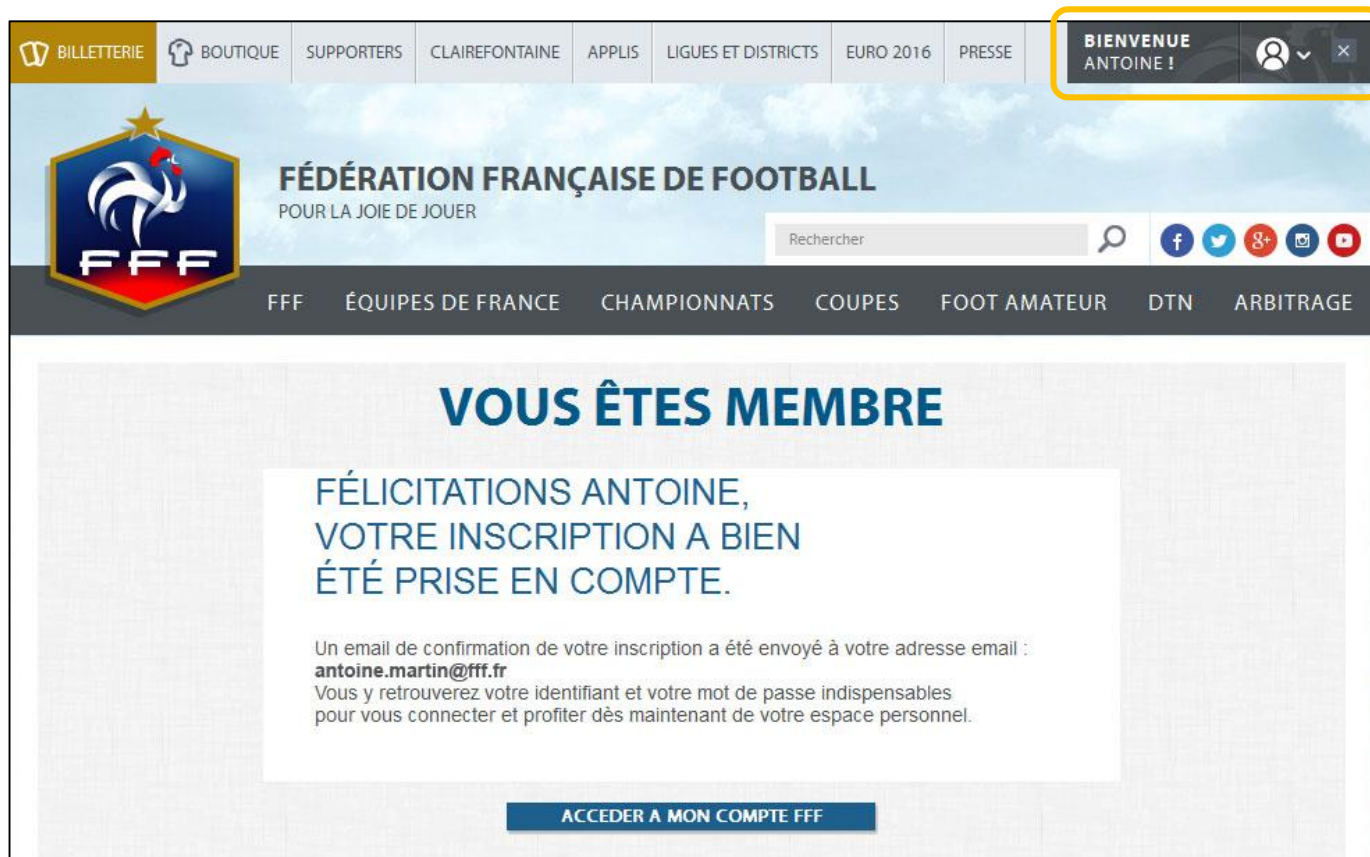 BILLETTERIE BOUTIQUE SUPPORTERS CLAIREFONTAINE APPLIS LIGUES ET DISTRICTS EURO 2016 PRESSE
BIENVENUE
ANTOINE !
FÉDÉRATION FRANÇAISE DE FOOTBALL
POUR LA JOIE DE JOUER
Rechercher
FFF
FFF ÉQUIPES DE FRANCE CHAMPIONNATS COUPES FOOT AMATEUR DTN ARBITRAGE
VOUS ÊTES MEMBRE
FÉLICITATIONS ANTOINE,
VOTRE INSCRIPTION A BIEN
ÉTÉ PRISE EN COMPTE.
Un email de confirmation de votre inscription a été envoyé à votre adresse email :
antoine.martin@fff.fr
Vous y retrouverez votre identifiant et votre mot de passe indispensables
pour vous connecter et profiter dès maintenant de votre espace personnel.
ACCEDER A MON COMPTE FFF